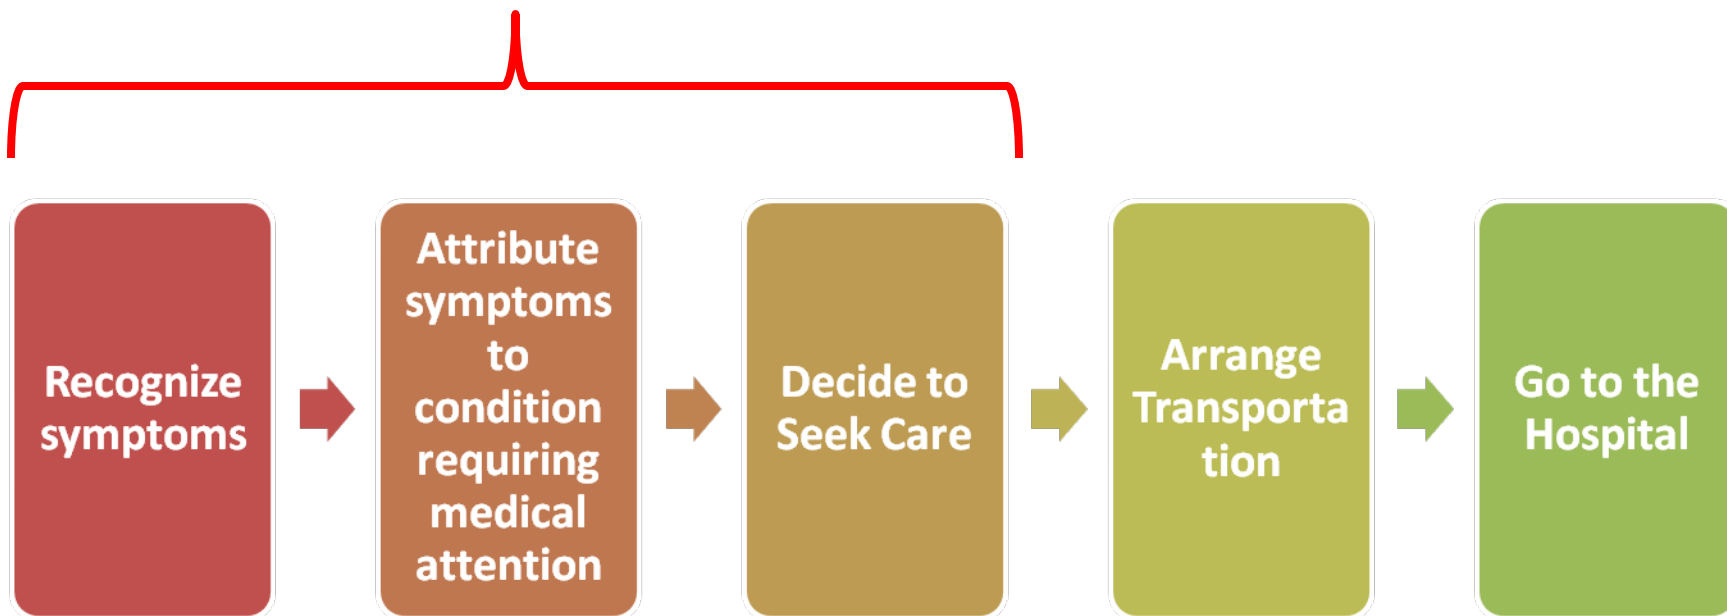 Recognize
symptoms
Attribute
symptoms
to
condition
requiring
medical
attention
Decide to
Seek Care
Arrange
Transporta
tion
Go to the
Hospital